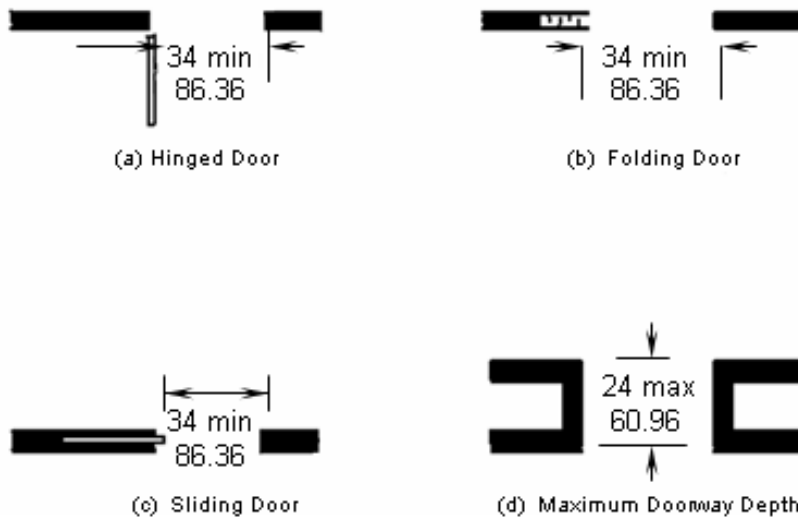 34 min
86.36
(a) Hinged Door
34 min
86.36
(b) Folding Door
34 min
86.36
(c) Sliding Door
24 max
60.96
(d) Maximum Doorway Depth